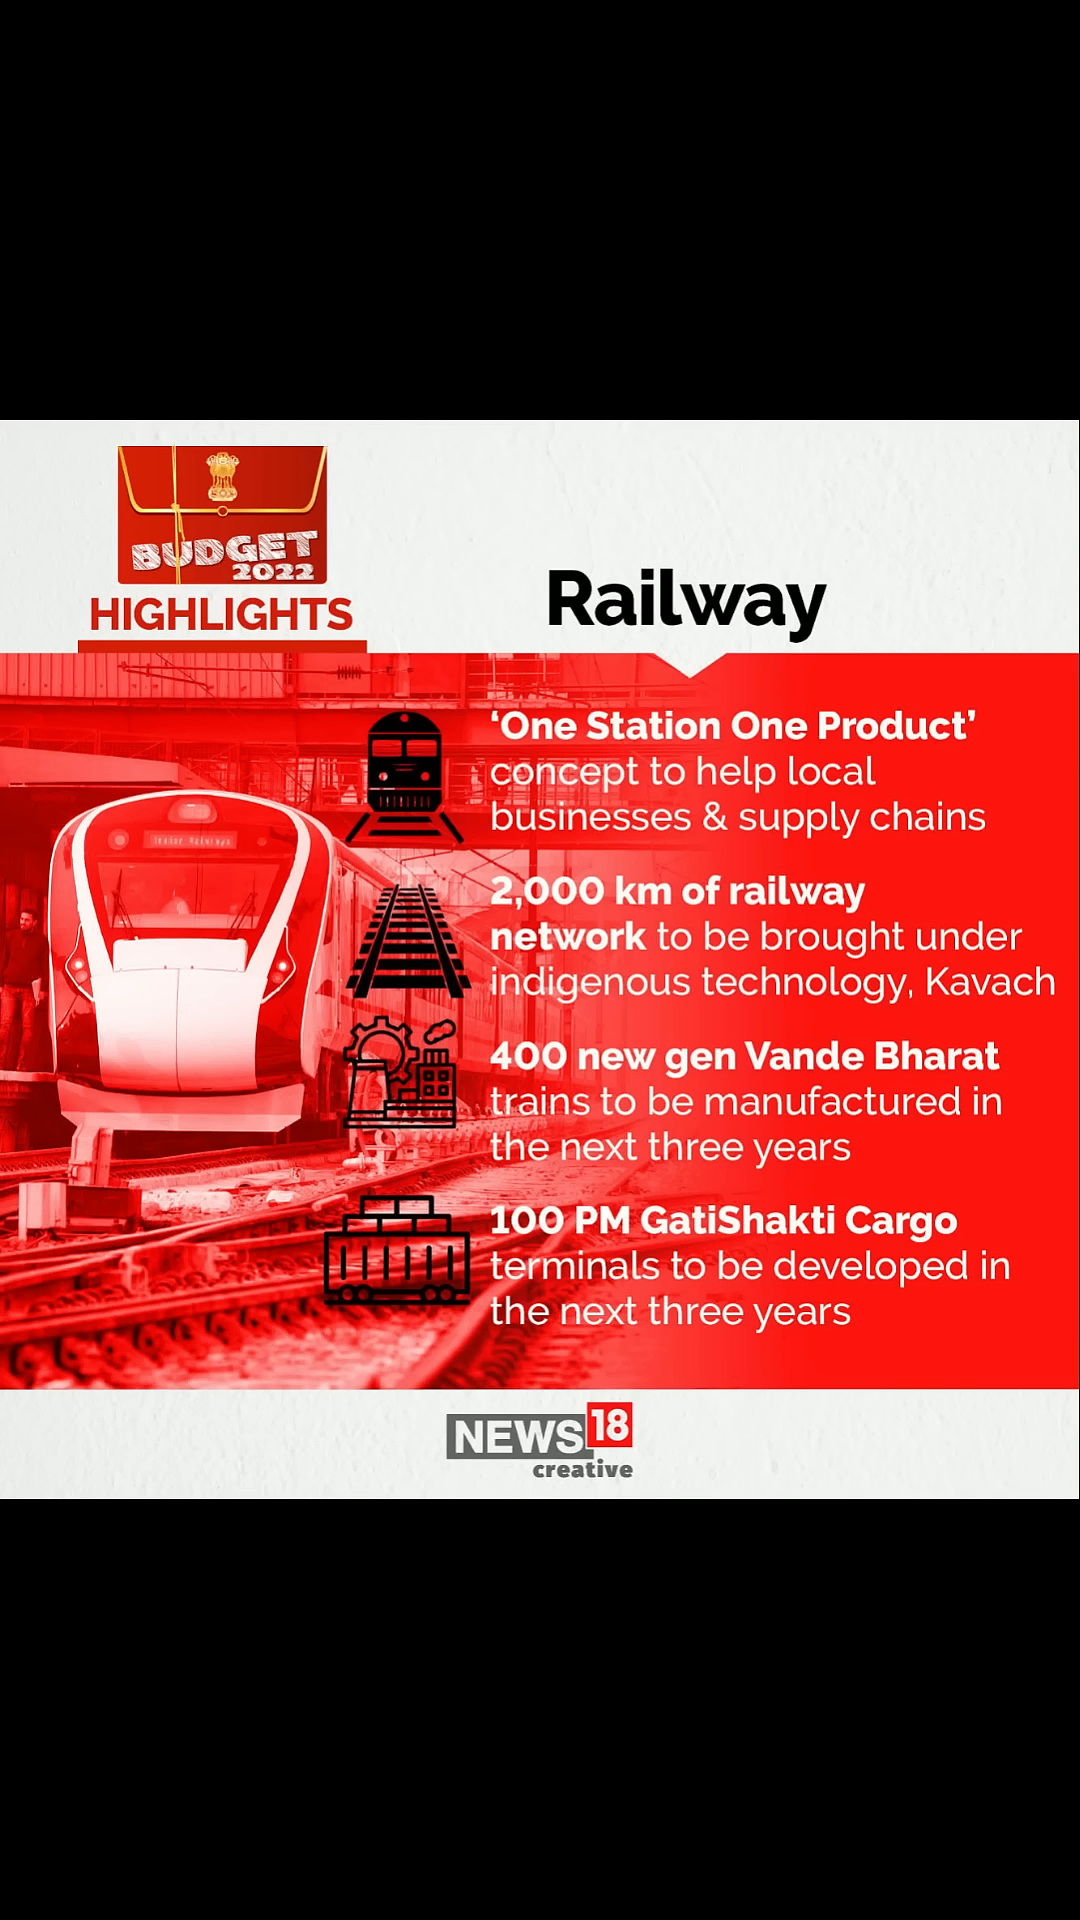 BUDGET
2022
HIGHLIGHTS
Railway
‘One Station One Product’
concept to help local
businesses & supply chains
2,000 km of railway
network to be brought under
indigenous technology, Kavach
400 new gen Vande Bharat
trains to be manufactured in
the next three years
100 PM GatiShakti Cargo
terminals to be developed in
the next three years
Indian Railways
NEWS18
creative